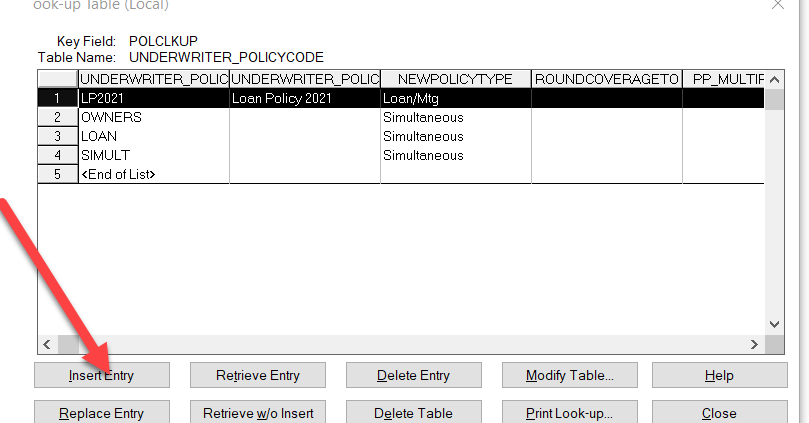 ook-up Table (Local)
Key Field: POLCLKUP
Table Name: UNDERWRITER_POLICYCODE
UNDERWRITER_POLIC UNDERWRITER_POLIC NEWPOLICYTYPE ROUNDCOVERAGETO PP_MULTIF
1 LP2021 Loan Policy 2021 Loan/Mtg
2 OWNERS Simultaneous
3 LOAN Simultaneous
4 SIMULT Simultaneous
5 <End of List>
Insert Entry Retrieve Entry Delete Entry Modify Table... Help
Replace Entry Retrieve w/o Insert Delete Table Print Look-up... Close